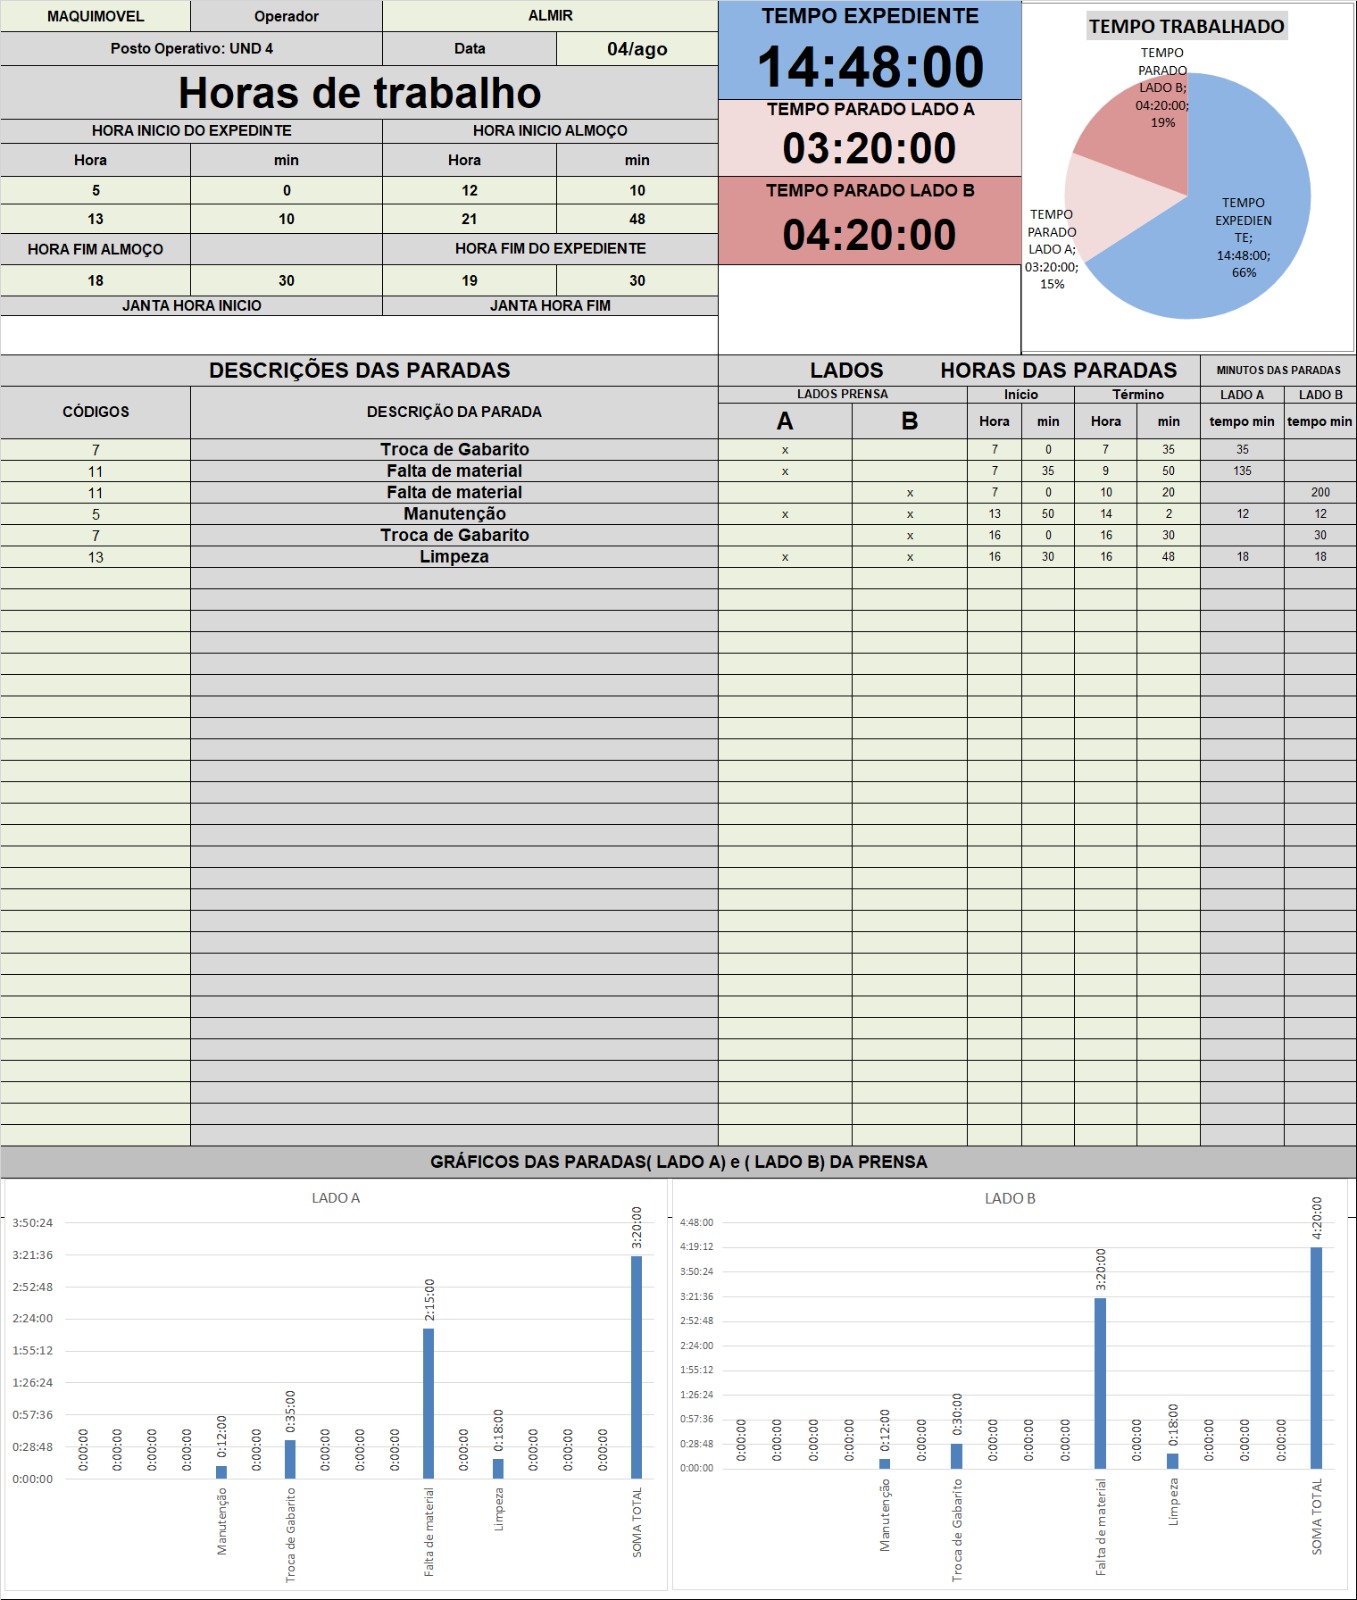 MAQUIMOVEL Operador ALMIR
Posto Operativo: UND 4 Data 04/ago
Horas de trabalho
HORA INICIO DO EXPEDINTE HORA INICIO ALMOÇO
Hora min Hora min
5 0 12 10
13 10 21 48
HORA FIM ALMOÇO HORA FIM DO EXPEDIENTE
18 30 19 30
JANTA HORA INICIO JANTA HORA FIM
TEMPO EXPEDIENTE
14:48:00
TEMPO PARADO LADO A
03:20:00
TEMPO PARADO LADO B
04:20:00
TEMPO TRABALHADO
TEMPO
PARADO
LADO B;
04:20:00;
19%
TEMPO
EXPEDIEN
TE;
14:48:00;
66%
TEMPO
PARADO
LADO A;
03:20:00;
15%
DESCRIÇÕES DAS PARADAS LADOS HORAS DAS PARADAS MINUTOS DAS PARADAS
CÓDIGOS DESCRIÇÃO DA PARADA LADOS PRENSA Início Término LADO A LADO B
A B Hora min Hora min tempo min tempo min
7 Troca de Gabarito x 7 0 7 35 35
11 Falta de material x 7 35 9 50 135
11 Falta de material x 7 0 10 20 200
5 Manutenção x x 13 50 14 2 12 12
7 Troca de Gabarito x 16 0 16 30 30
13 Limpeza x x 16 30 16 48 18 18
GRÁFICOS DAS PARADAS( LADO A) e ( LADO B) DA PRENSA
LADO A
3:50:24
3:21:36
2:52:48
2:24:00
1:55:12
1:26:24
0:57:36
0:28:48
0:00:00
0:00:00 0:00:00 0:00:00 0:00:00 0:12:00 0:35:00 0:00:00 0:00:00 0:00:00 2:15:00 0:00:00 0:18:00 0:00:00 0:00:00 0:00:00 3:20:00
Manutenção
Troca de Gabarito
Falta de material
Limpeza
SOMA TOTAL
LADO B
4:48:00
4:19:12
3:50:24
3:21:36
2:52:48
2:24:00
1:55:12
1:26:24
0:57:36
0:28:48
0:00:00
0:00:00 0:00:00 0:00:00 0:00:00 0:12:00 0:00:00 0:30:00 0:00:00 0:00:00 0:00:00 3:20:00 0:00:00 0:18:00 0:00:00 0:00:00 0:00:00 4:20:00
Manutenção
Troca de Gabarito
Falta de material
Limpeza
SOMA TOTAL